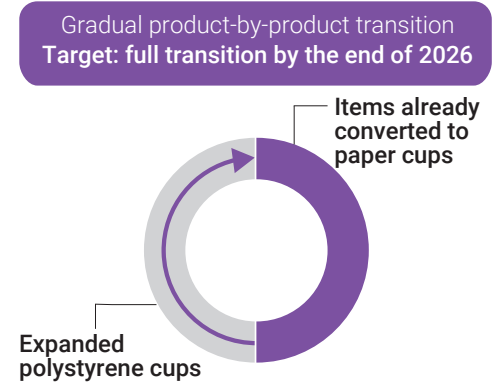 Gradual product-by-product transition
Target: full transition by the end of 2026
Items already
converted to
paper cups
Expanded
polystyrene cups